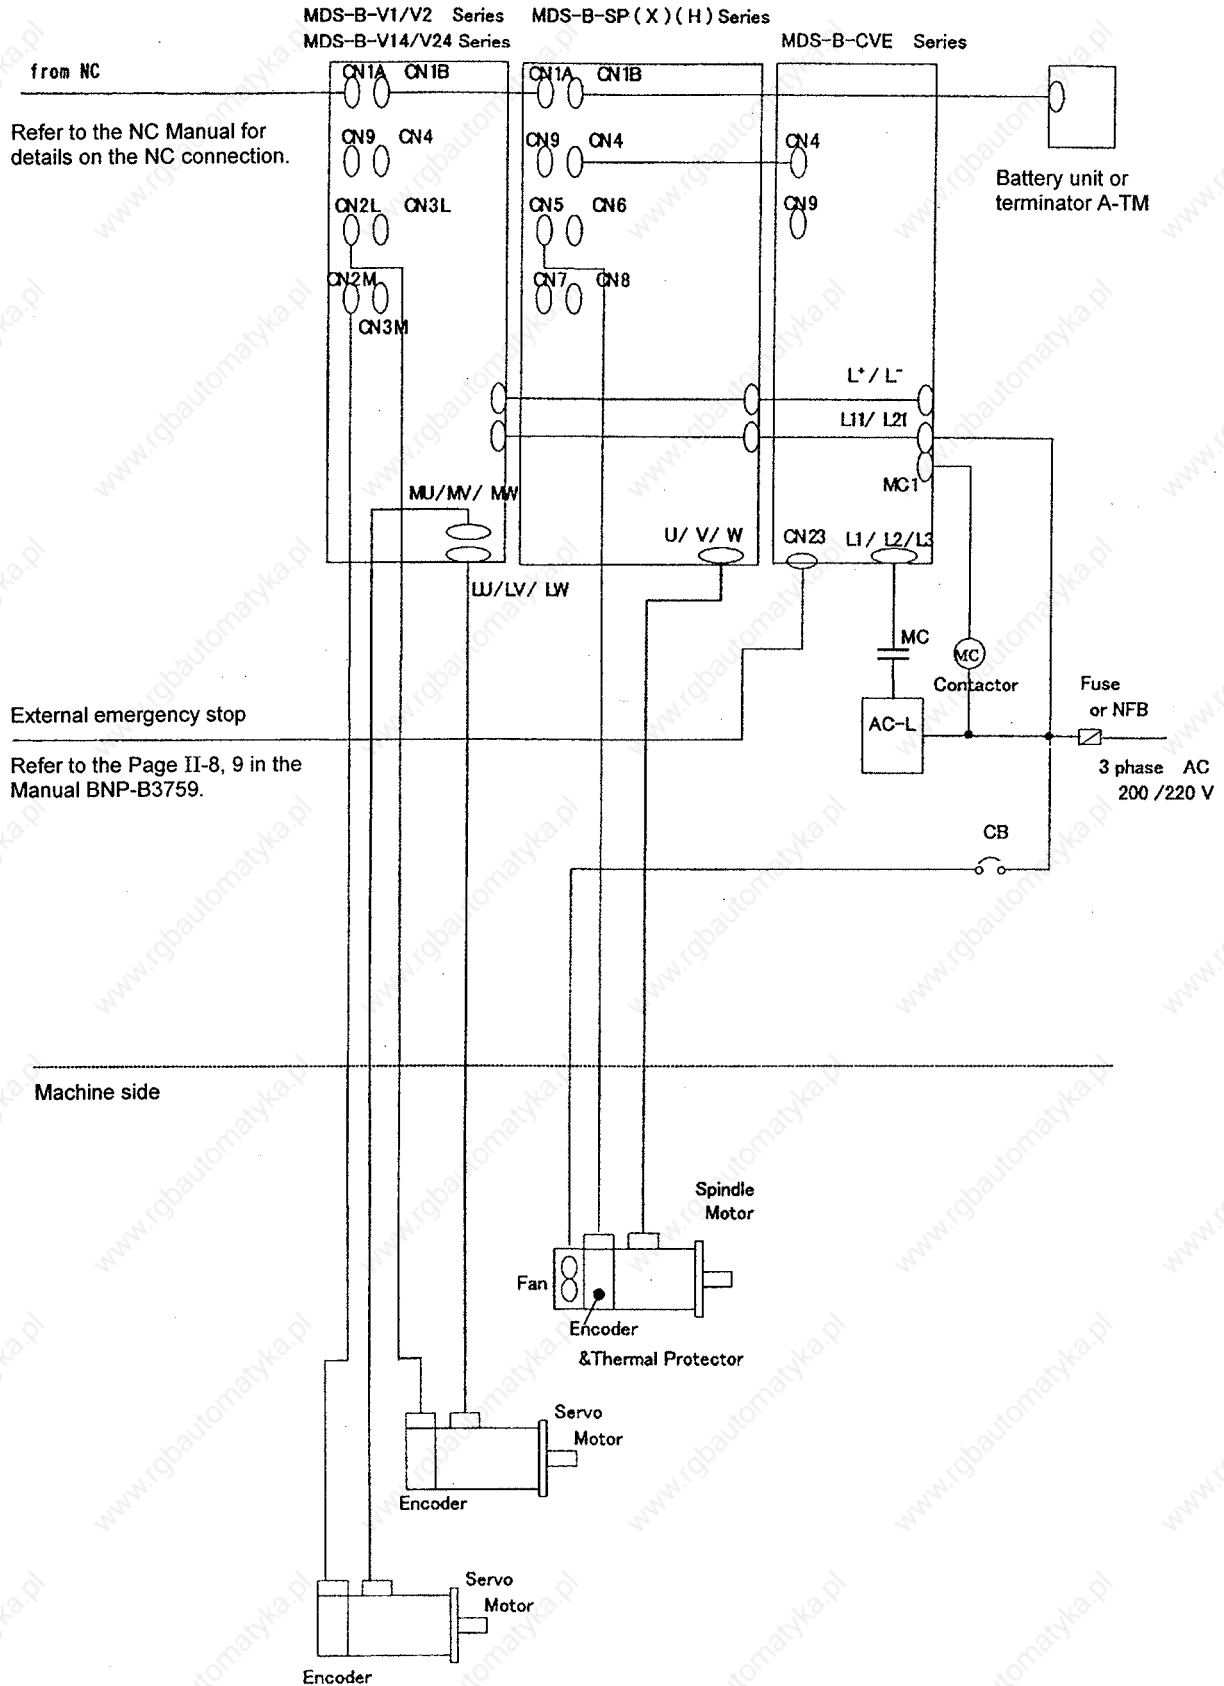 MDS-B-V1/V2 Series
MDS-B-V14/V24 Series
MDS-B-SP(X)(H)Series
MDS-B-CVE Series
from NC
Refer to the NC Manual for
details on the NC connection.
CN1A CN1B
CN9 CN4
CN2L CN3L
CN2M
CN3M
MU/MV/ MW
LU/LV/ LW
CN1A CN1B
CN9 CN4
CN5 CN6
CN7 CN8
U/ V/ W
CN4
CN9
L+/ L-
L11/ L21
MC1
CN23 L1/ L2/L3
Battery unit or
terminator A-TM
MC
MC
Contactor
AC-L
Fuse
or NFB
3 phase AC
200 /220 V
CB
External emergency stop
Refer to the Page II-8, 9 in the
Manual BNP-B3759.
Machine side
Spindle
Motor
Fan
Encoder
&Thermal Protector
Servo
Motor
Encoder
Servo
Motor
Encoder
www.rgbautomatyka.pl